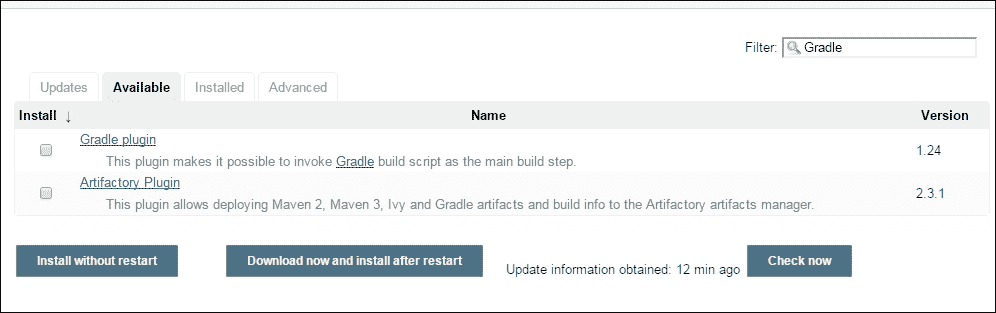 Filter: Gradle
Updates Available Installed Advanced
Install ↓ Name Version
Gradle plugin
This plugin makes it possible to invoke Gradle build script as the main build step.
1.24
Artifactory Plugin
This plugin allows deploying Maven 2, Maven 3, Ivy and Gradle artifacts and build info to the Artifactory artifacts manager.
2.3.1
Install without restart Download now and install after restart Update information obtained: 12 min ago Check now